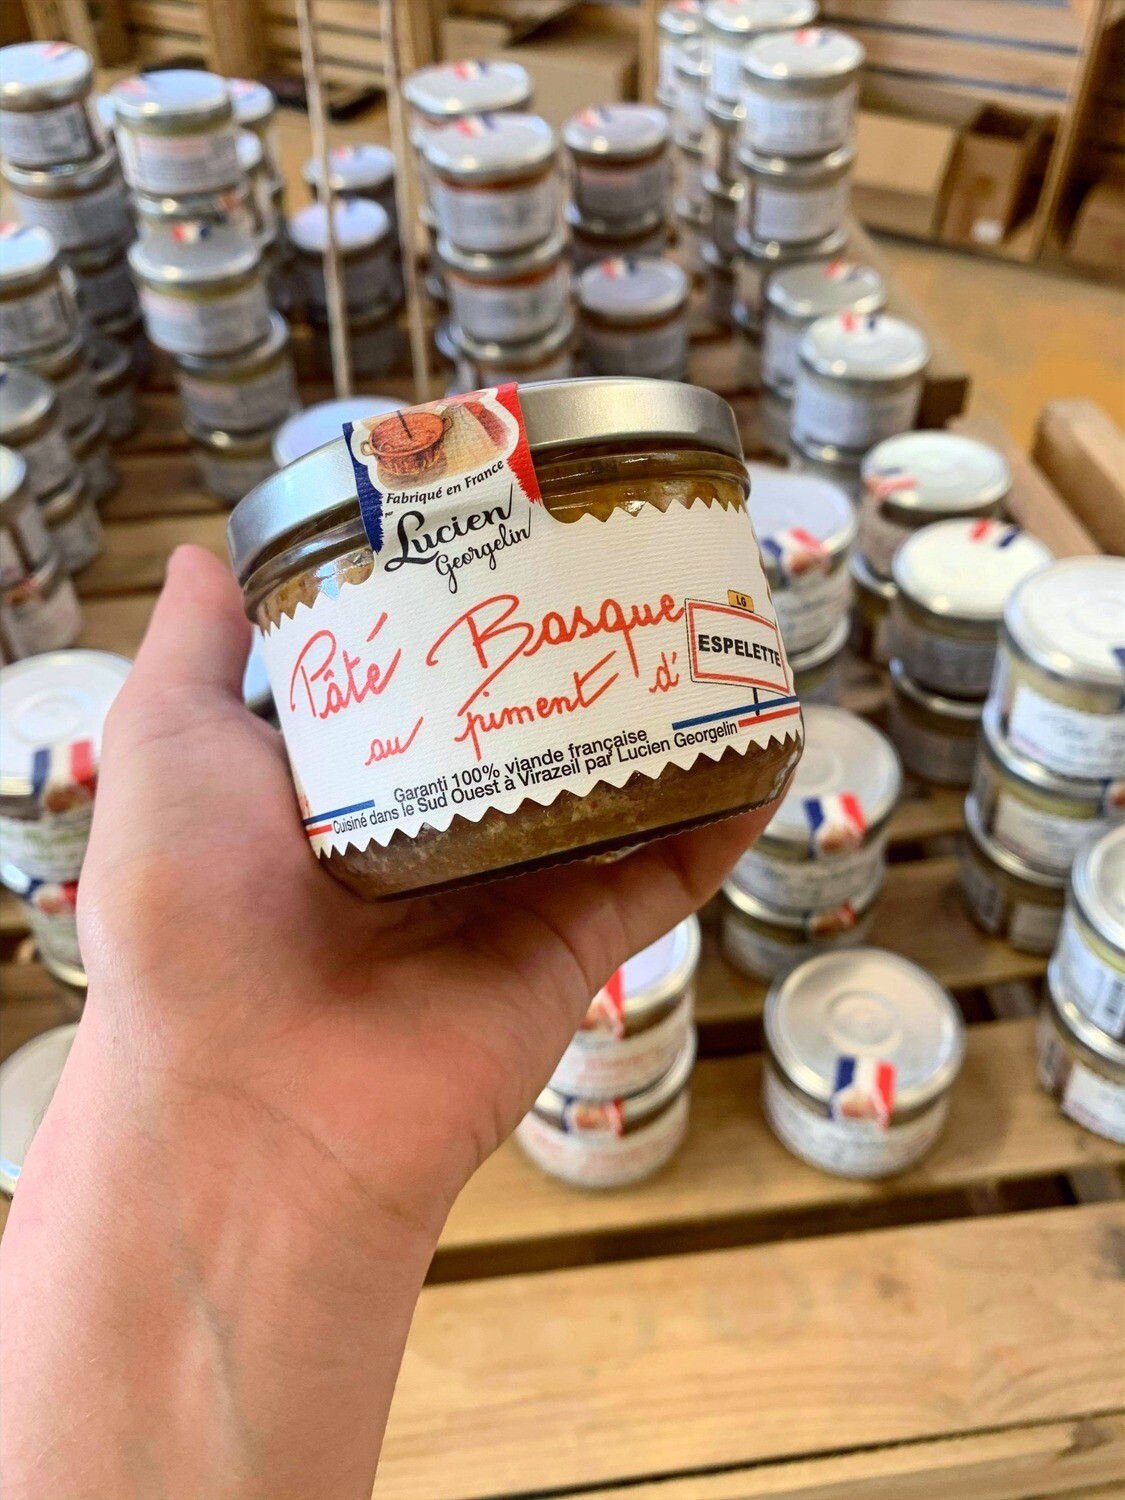 Fabriqué en France
par
Lucien
Georgelin
Pâté Basque
au piment d'
LG
ESPELETTE
Garanti 100% viande française
Cuisiné dans le Sud Ouest à Virazeil par Lucien Georgelin